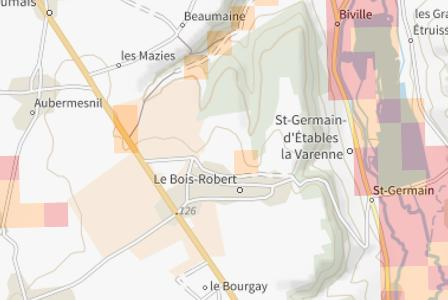 Beaumaine
Biville
les Mazies
Aubermesnil
St-Germain-
d'Étables
la Varenne
Le Bois-Robert
St-Germain
126
le Bourgay